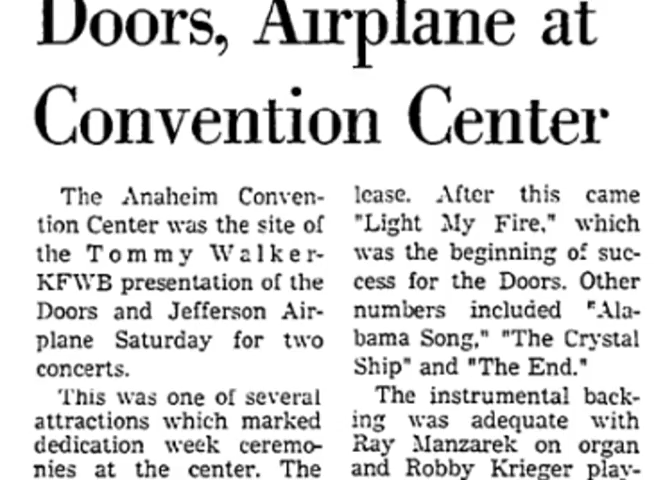 Doors, Airplane at
Convention Center
The Anaheim Conven-
tion Center was the site of
the Tommy Walker-
KFWB presentation of the
Doors and Jefferson Air-
plane Saturday for two
concerts.
This was one of several
attractions which marked
dedication week ceremo-
nies at the center. The
lease. After this came
"Light My Fire," which
was the beginning of suc-
cess for the Doors. Other
numbers included "Ala-
bama Song," "The Crystal
Ship" and "The End."
The instrumental back-
ing was adequate with
Ray Manzarek on organ
and Robby Krieger play-